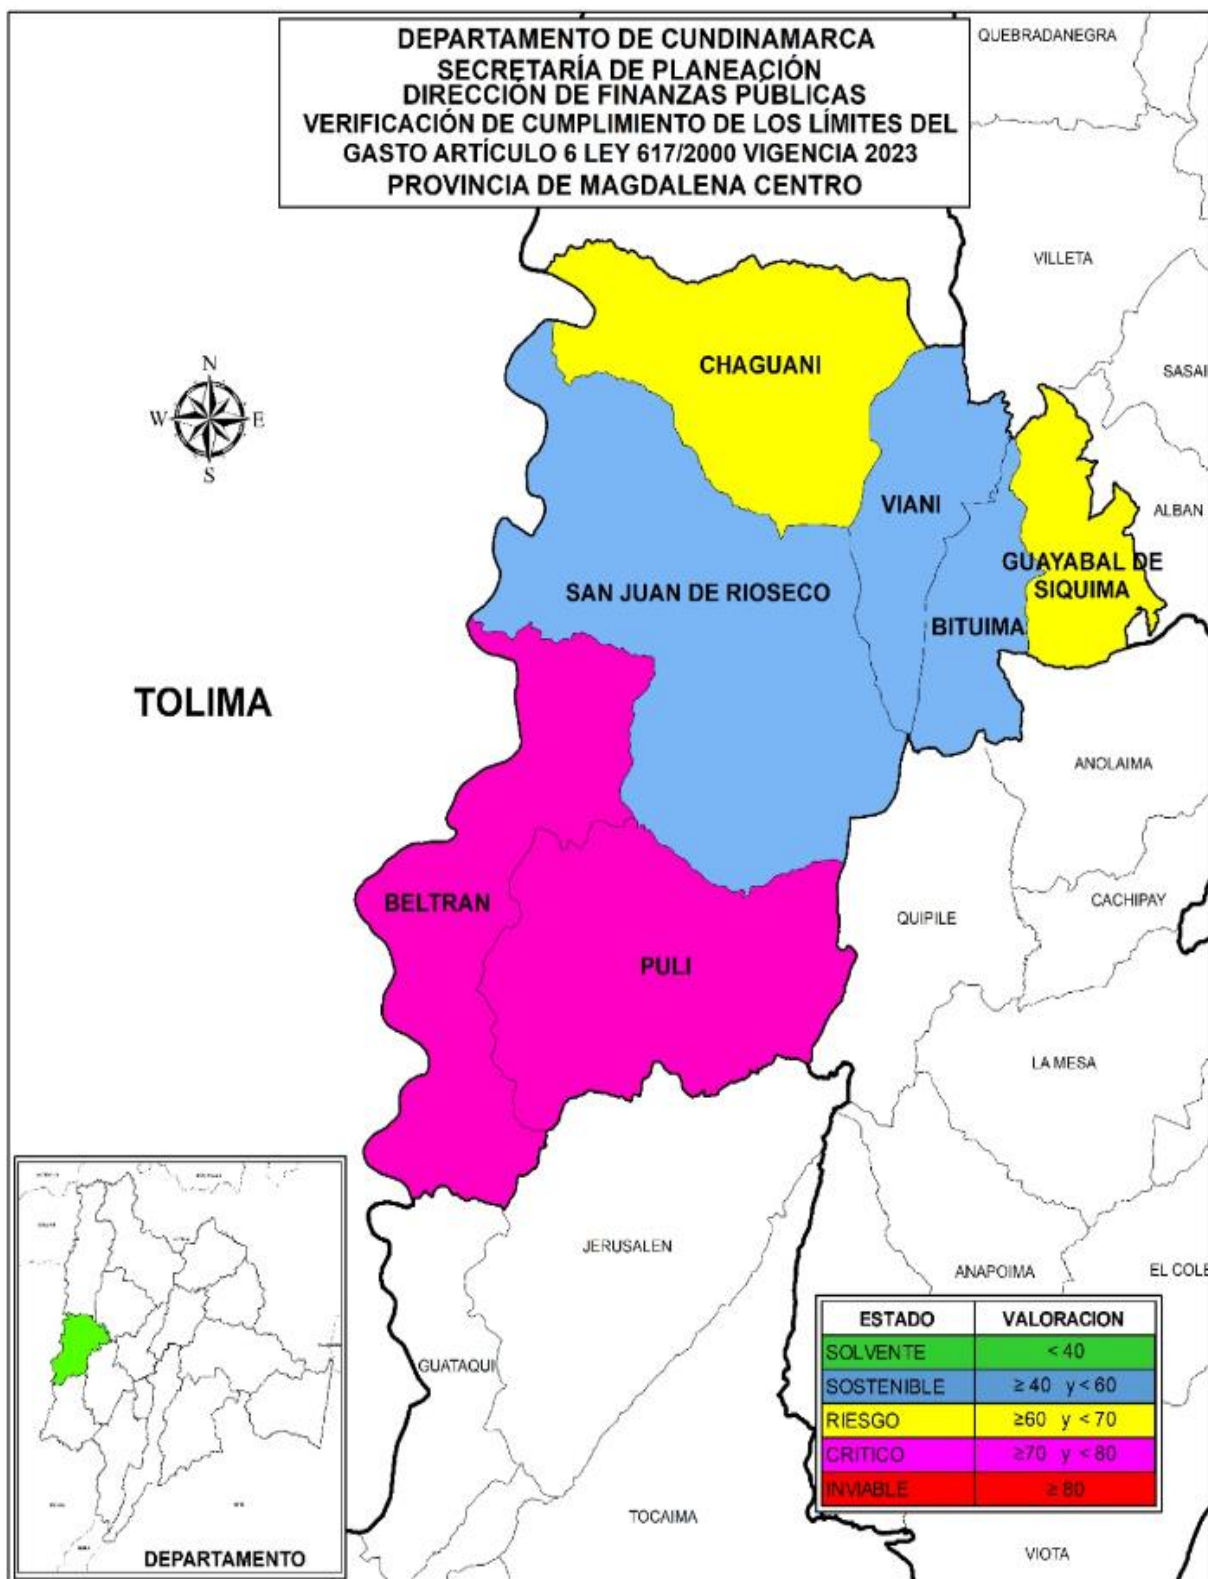 DEPARTAMENTO DE CUNDINAMARCA
SECRETARÍA DE PLANEACIÓN
DIRECCIÓN DE FINANZAS PÚBLICAS
VERIFICACIÓN DE CUMPLIMIENTO DE LOS LÍMITES DEL
GASTO ARTÍCULO 6 LEY 617/2000 VIGENCIA 2023
PROVINCIA DE MAGDALENA CENTRO
QUEBRADANEGRA
VILLETA
SASAI
CHAGUANI
N
W E
S
VIANI
ALBAN
GUAYABAL DE
SIQUIMA
SAN JUAN DE RIOSECO
BITUIMA
TOLIMA
ANOLAIMA
BELTRAN
CACHIPAY
QUIPILE
PULI
LA MESA
JERUSALEN
ANAPOIMA
EL COLE
GUATAQUI
ESTADO VALORACION
SOLVENTE < 40
SOSTENIBLE ≥ 40 y < 60
RIESGO ≥60 y < 70
CRITICO ≥70 y < 80
INVIABLE ≥ 80
TOCAIMA
VIOTA
DEPARTAMENTO